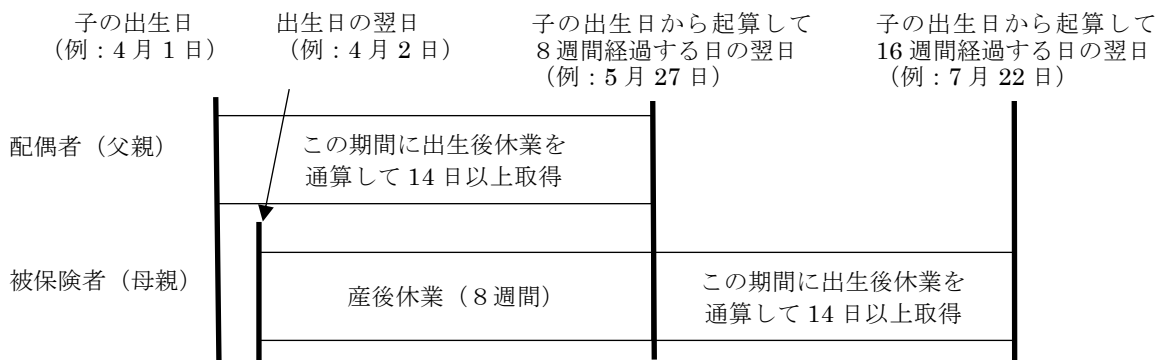 子の出生日
(例:4月1日)
出生日の翌日
(例:4月2日)
子の出生日から起算して
8週間経過する日の翌日
(例:5月27日)
子の出生日から起算して
16週間経過する日の翌日
(例:7月22日)
配偶者(父親)
この期間に出生後休業を
通算して14日以上取得
被保険者(母親)
産後休業(8週間)
この期間に出生後休業を
通算して14日以上取得